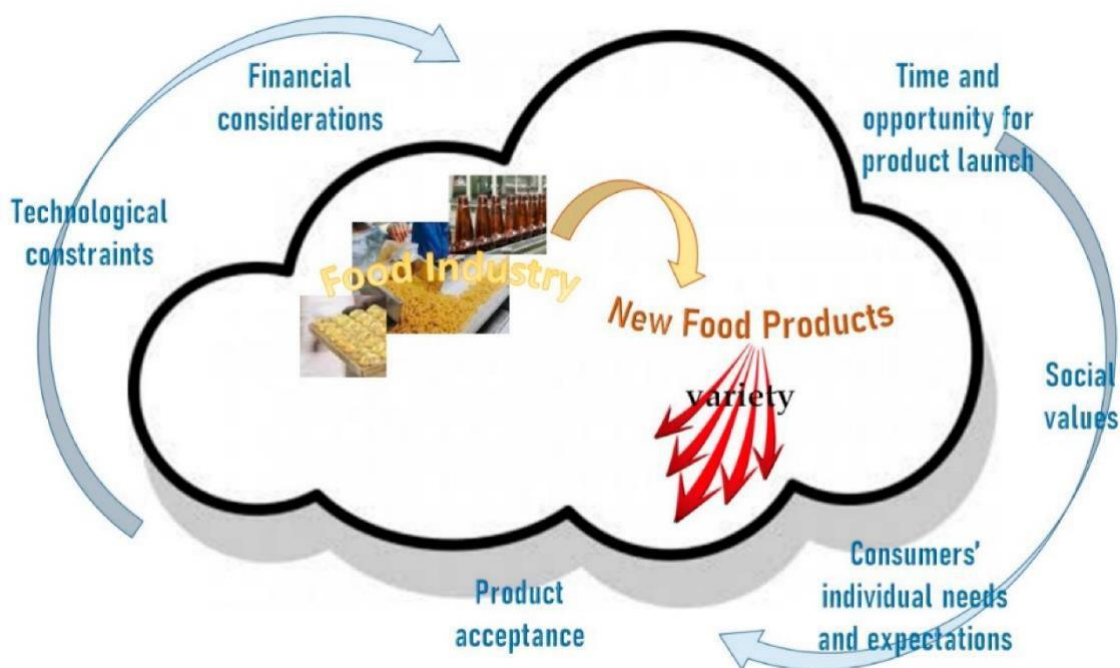 Financial
considerations
Time and
opportunity for
product launch
Technological
constraints
Food Industry
New Food Products
variety
Social
values
Consumers'
individual needs
and expectations
Product
acceptance